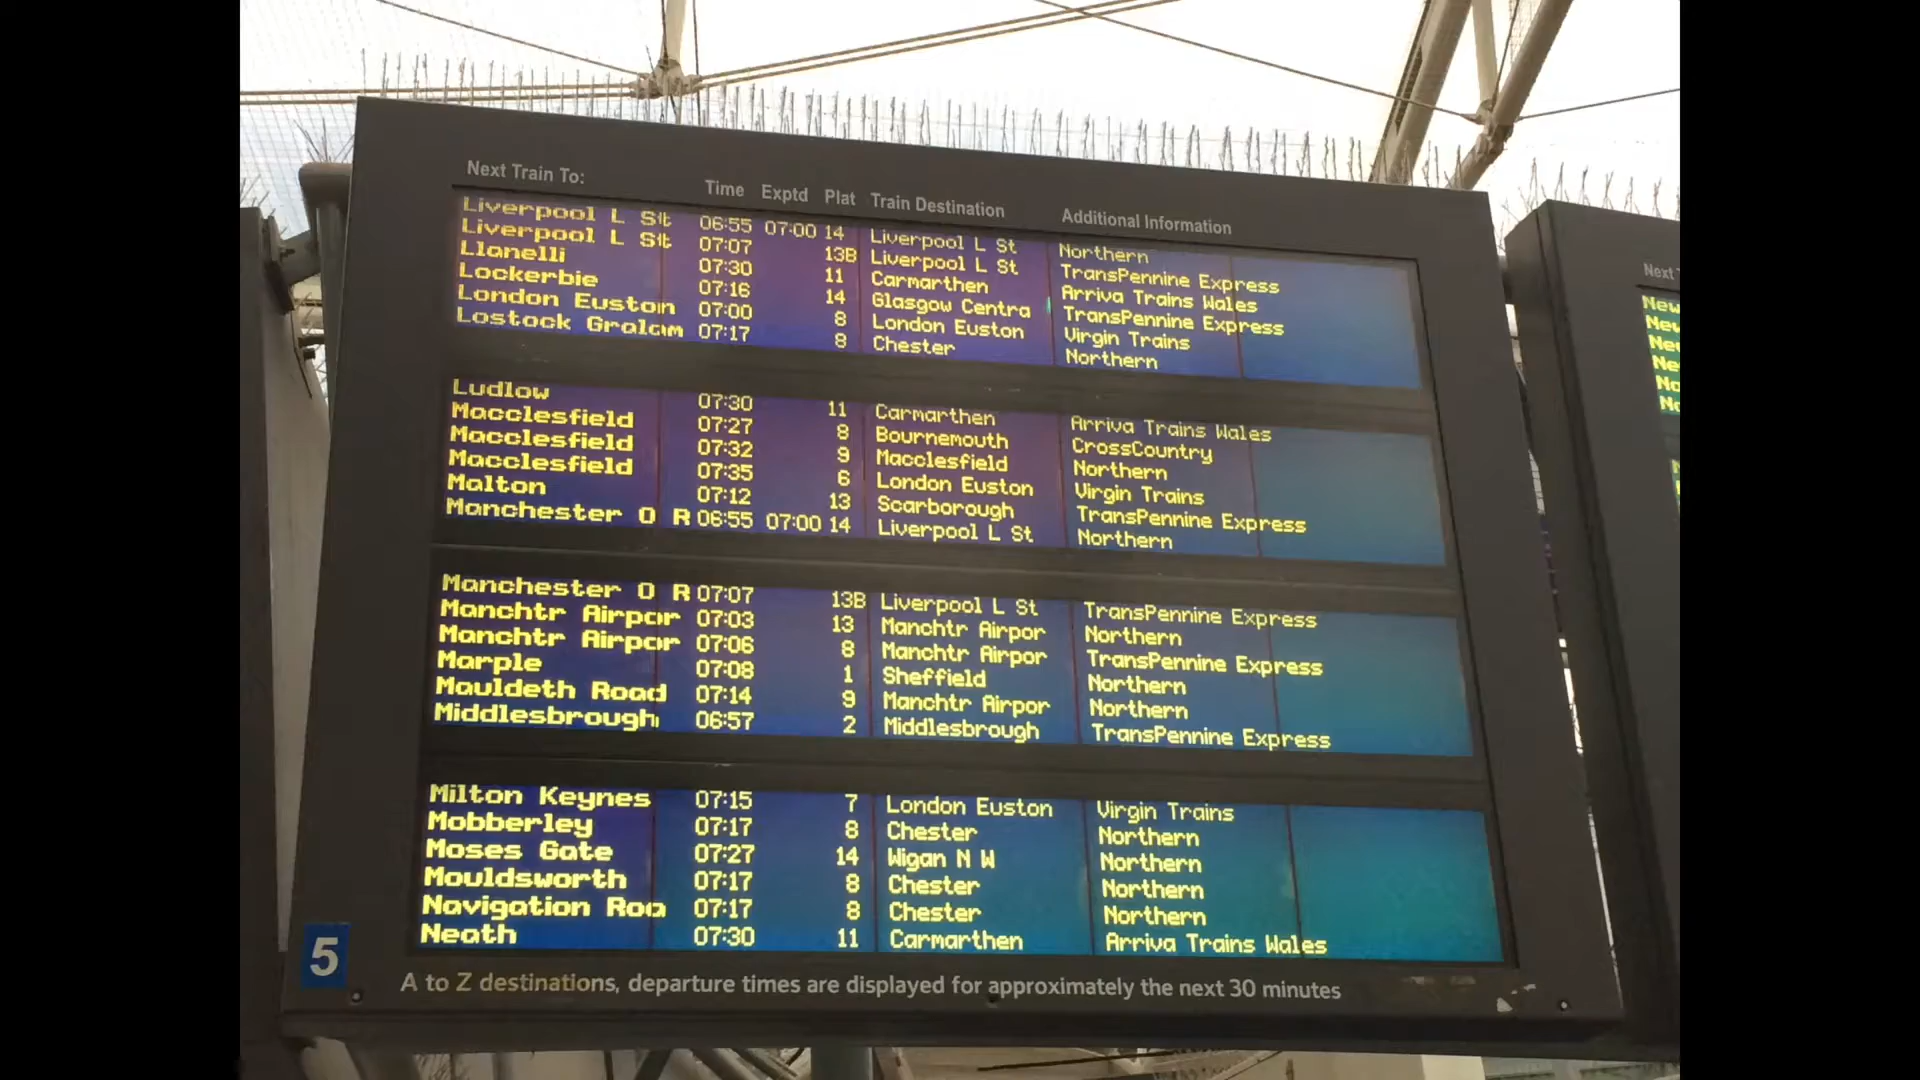 Next Train To: Time Exptd Plat Train Destination Additional Information
Liverpool L St 06:55 07:00 14 Liverpool L St Northern
Liverpool L St 07:07 13B Liverpool L St TransPennine Express
Llanelli 07:30 11 Carmarthen Arriva Trains Wales
Lockerbie 07:16 14 Glasgow Centra TransPennine Express
London Euston 07:00 8 London Euston Virgin Trains
Lostock Gralam 07:17 8 Chester Northern
Ludlow 07:30 11 Carmarthen Arriva Trains Wales
Macclesfield 07:27 8 Bournemouth CrossCountry
Macclesfield 07:32 9 Macclesfield Northern
Macclesfield 07:35 6 London Euston Virgin Trains
Malton 07:12 13 Scarborough TransPennine Express
Manchester O R 06:55 07:00 14 Liverpool L St Northern
Manchester O R 07:07 13B Liverpool L St TransPennine Express
Manchtr Airpor 07:03 13 Manchtr Airpor Northern
Manchtr Airpor 07:06 8 Manchtr Airpor TransPennine Express
Marple 07:08 1 Sheffield Northern
Mauldeth Road 07:14 9 Manchtr Airpor Northern
Middlesbrough 06:57 2 Middlesbrough TransPennine Express
Milton Keynes 07:15 7 London Euston Virgin Trains
Mobberley 07:17 8 Chester Northern
Moses Gate 07:27 14 Wigan N W Northern
Mouldsworth 07:17 8 Chester Northern
Navigation Roa 07:17 8 Chester Northern
Neath 07:30 11 Carmarthen Arriva Trains Wales
5
A to Z destinations, departure times are displayed for approximately the next 30 minutes
Next
New
New